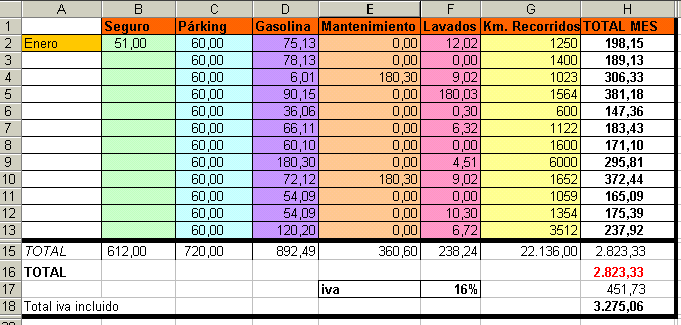 A B C D E F G H
1 Seguro Párking Gasolina Mantenimiento Lavados Km. Recorridos TOTAL MES
2 Enero 51,00 60,00 75,13 0,00 12,02 1250 198,15
3 60,00 78,13 0,00 0,00 1400 189,13
4 60,00 6,01 180,30 9,02 1023 306,33
5 60,00 90,15 0,00 180,03 1564 381,18
6 60,00 36,06 0,00 0,30 600 147,36
7 60,00 66,11 0,00 6,32 1122 183,43
8 60,00 60,10 0,00 0,00 1600 171,10
9 60,00 180,30 0,00 4,51 6000 295,81
10 60,00 72,12 180,30 9,02 1652 372,44
11 60,00 54,09 0,00 0,00 1059 165,09
12 60,00 54,09 0,00 10,30 1354 175,39
13 60,00 120,20 0,00 6,72 3512 237,92
15 TOTAL 612,00 720,00 892,49 360,60 238,24 22.136,00 2.823,33
16 TOTAL 2.823,33
17 iva 16% 451,73
18 Total iva incluido 3.275,06